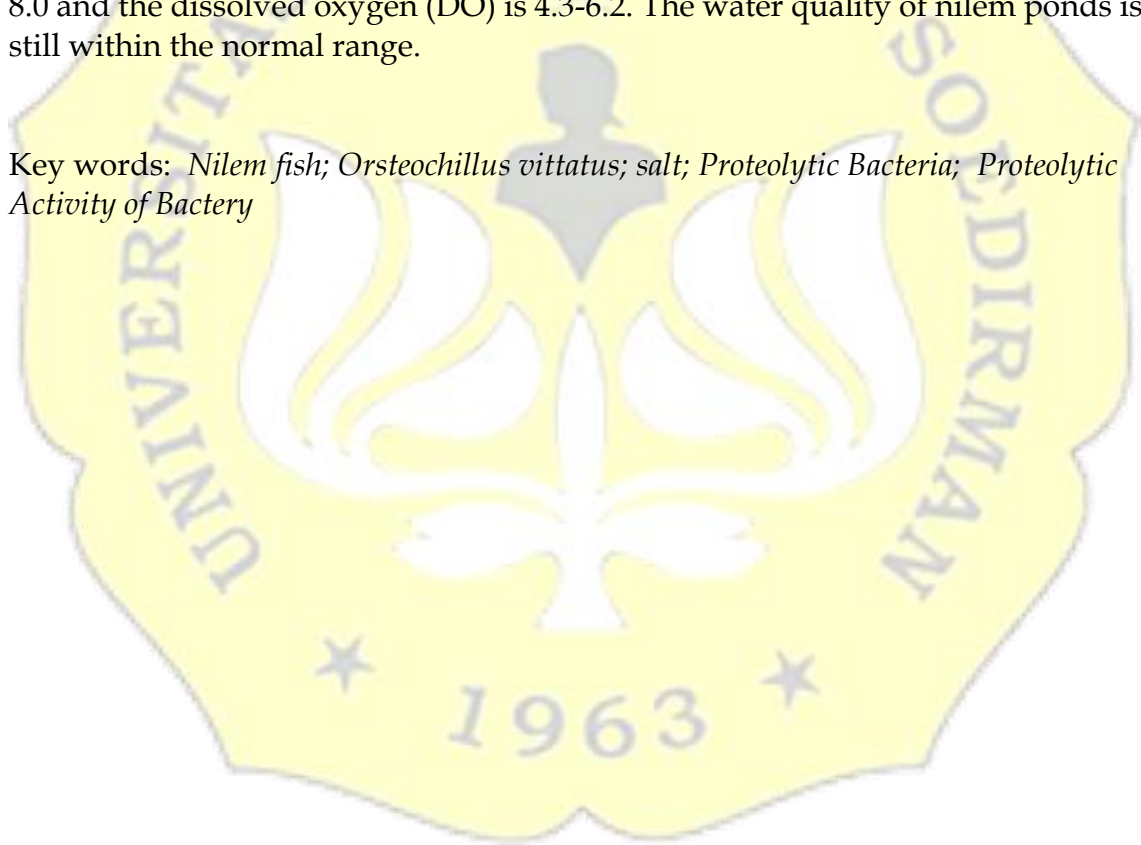 8.0 and the dissolved oxygen (DO) is 4.3-6.2. The water quality of nilem ponds is
still within the normal range.
Key words: Nilem fish; Orsteochillus vittatus; salt; Proteolytic Bacteria; Proteolytic
Activity of Bactery
UNIVERSITA
SOEDIRMAN
1963